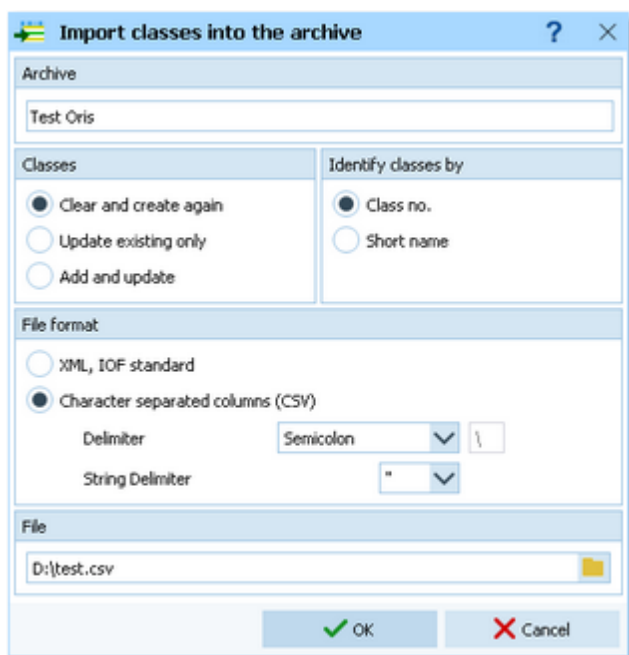 Import classes into the archive ?
Archive
Test Oris
Classes
Identify classes by
Clear and create again
Class no.
Update existing only
Short name
Add and update
File format
XML, IOF standard
Character separated columns (CSV)
Delimiter Semicolon \
String Delimiter "
File
D:\test.csv
OK Cancel